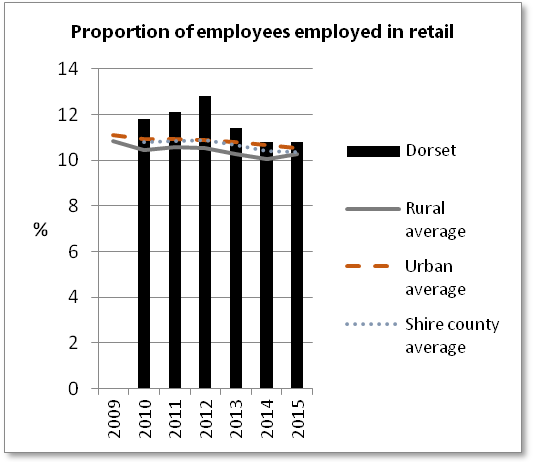 Proportion of employees employed in retail
14
12
10
8
6
4
2
0
%
2009
2010
2011
2012
2013
2014
2015
Dorset
Rural
average
Urban
average
Shire county
average